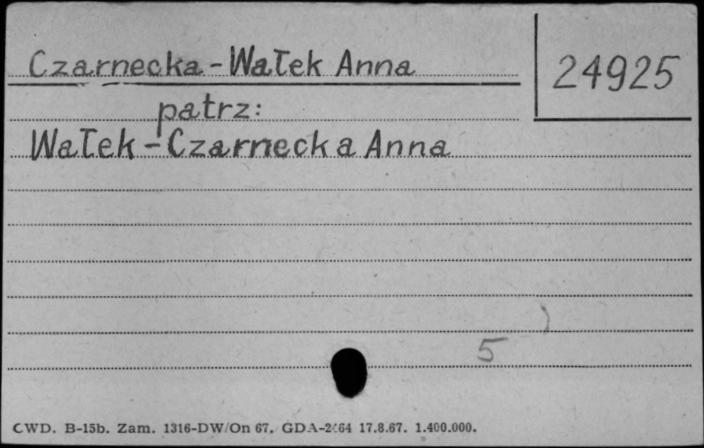 Czarnecka-Wałek Anna
24925
patrz:
Wałek-Czarnecka Anna
5
CWD. B-15b. Zam. 1316-DW/On 67. GDA-2464 17.8.67. 1.400.000.